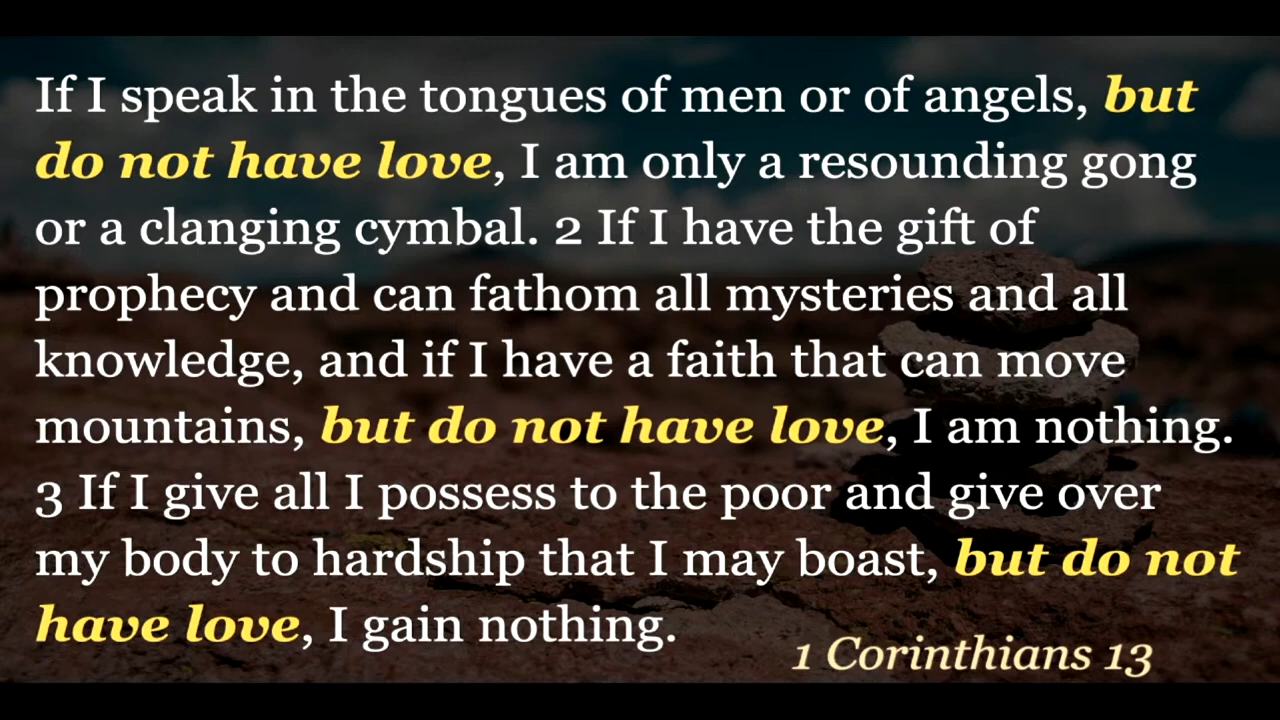 If I speak in the tongues of men or of angels, but
do not have love, I am only a resounding gong
or a clanging cymbal. 2 If I have the gift of
prophecy and can fathom all mysteries and all
knowledge, and if I have a faith that can move
mountains, but do not have love, I am nothing.
3 If I give all I possess to the poor and give over
my body to hardship that I may boast, but do not
have love, I gain nothing.
1 Corinthians 13